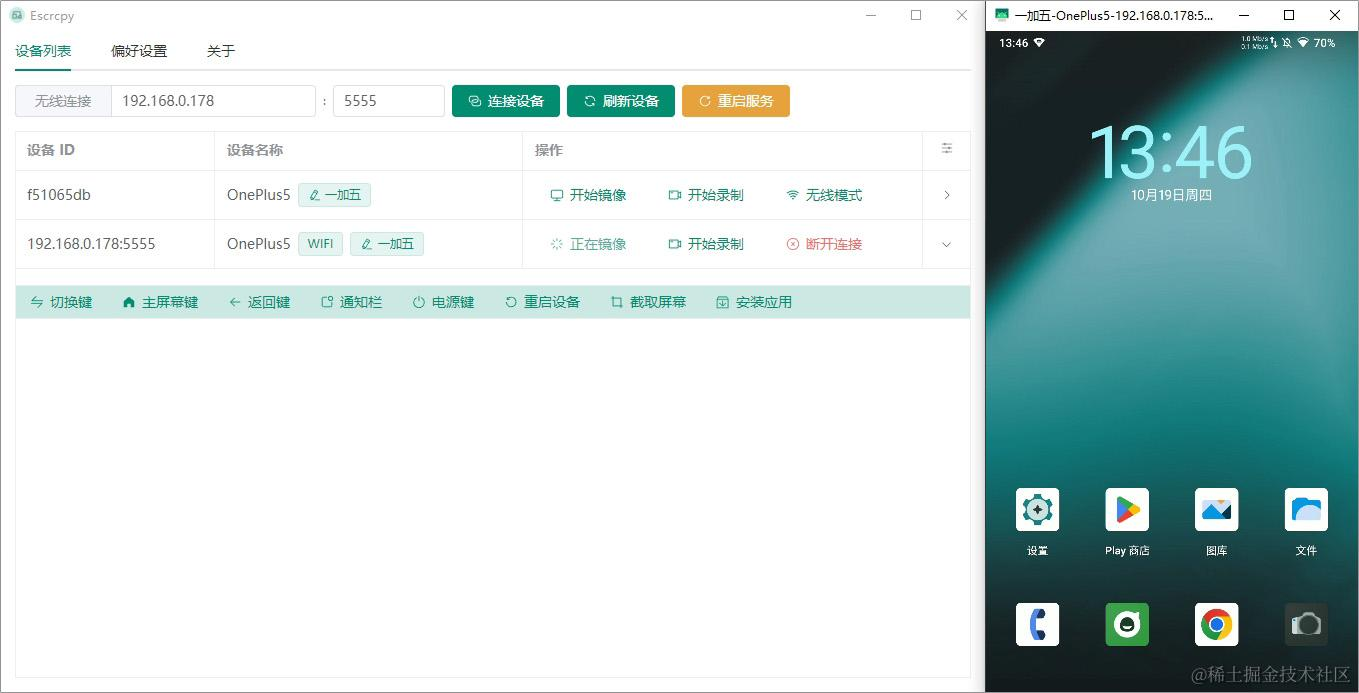 Escrcpy
设备列表 偏好设置 关于
无线连接 192.168.0.178 : 5555 连接设备 刷新设备 重启服务
设备 ID 设备名称 操作
f51065db OnePlus5 一加五 开始镜像 开始录制 无线模式
192.168.0.178:5555 OnePlus5 WIFI 一加五 正在镜像 开始录制 断开连接
切换键 主屏幕键 返回键 通知栏 电源键 重启设备 截取屏幕 安装应用
一加五-OnePlus5-192.168.0.178:5...
13:46 1.0 Mb/s 70%
0.1 Mb/s
13:46
10月19日周四
设置 Play 商店 图库 文件
@稀土掘金技术社区